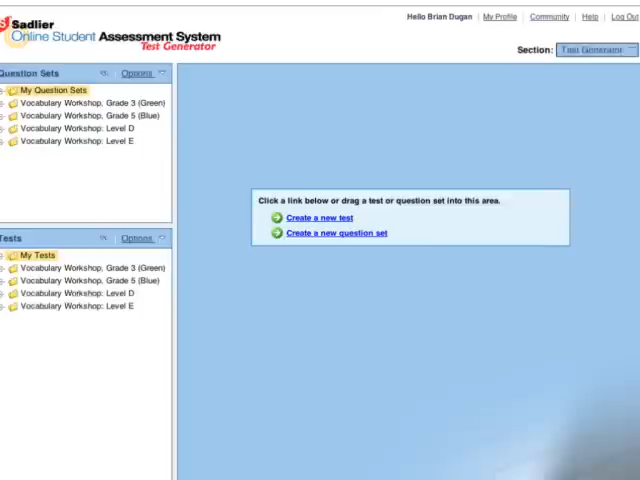 Sadlier
Online Student Assessment System
Test Generator
Hello Brian Dugan | My Profile | Community | Help | Log Out
Section: Test Generator
Question Sets Options
My Question Sets
Vocabulary Workshop, Grade 3 (Green)
Vocabulary Workshop, Grade 5 (Blue)
Vocabulary Workshop: Level D
Vocabulary Workshop: Level E
Click a link below or drag a test or question set into this area.
Create a new test
Create a new question set
Tests Options
My Tests
Vocabulary Workshop, Grade 3 (Green)
Vocabulary Workshop, Grade 5 (Blue)
Vocabulary Workshop: Level D
Vocabulary Workshop: Level E